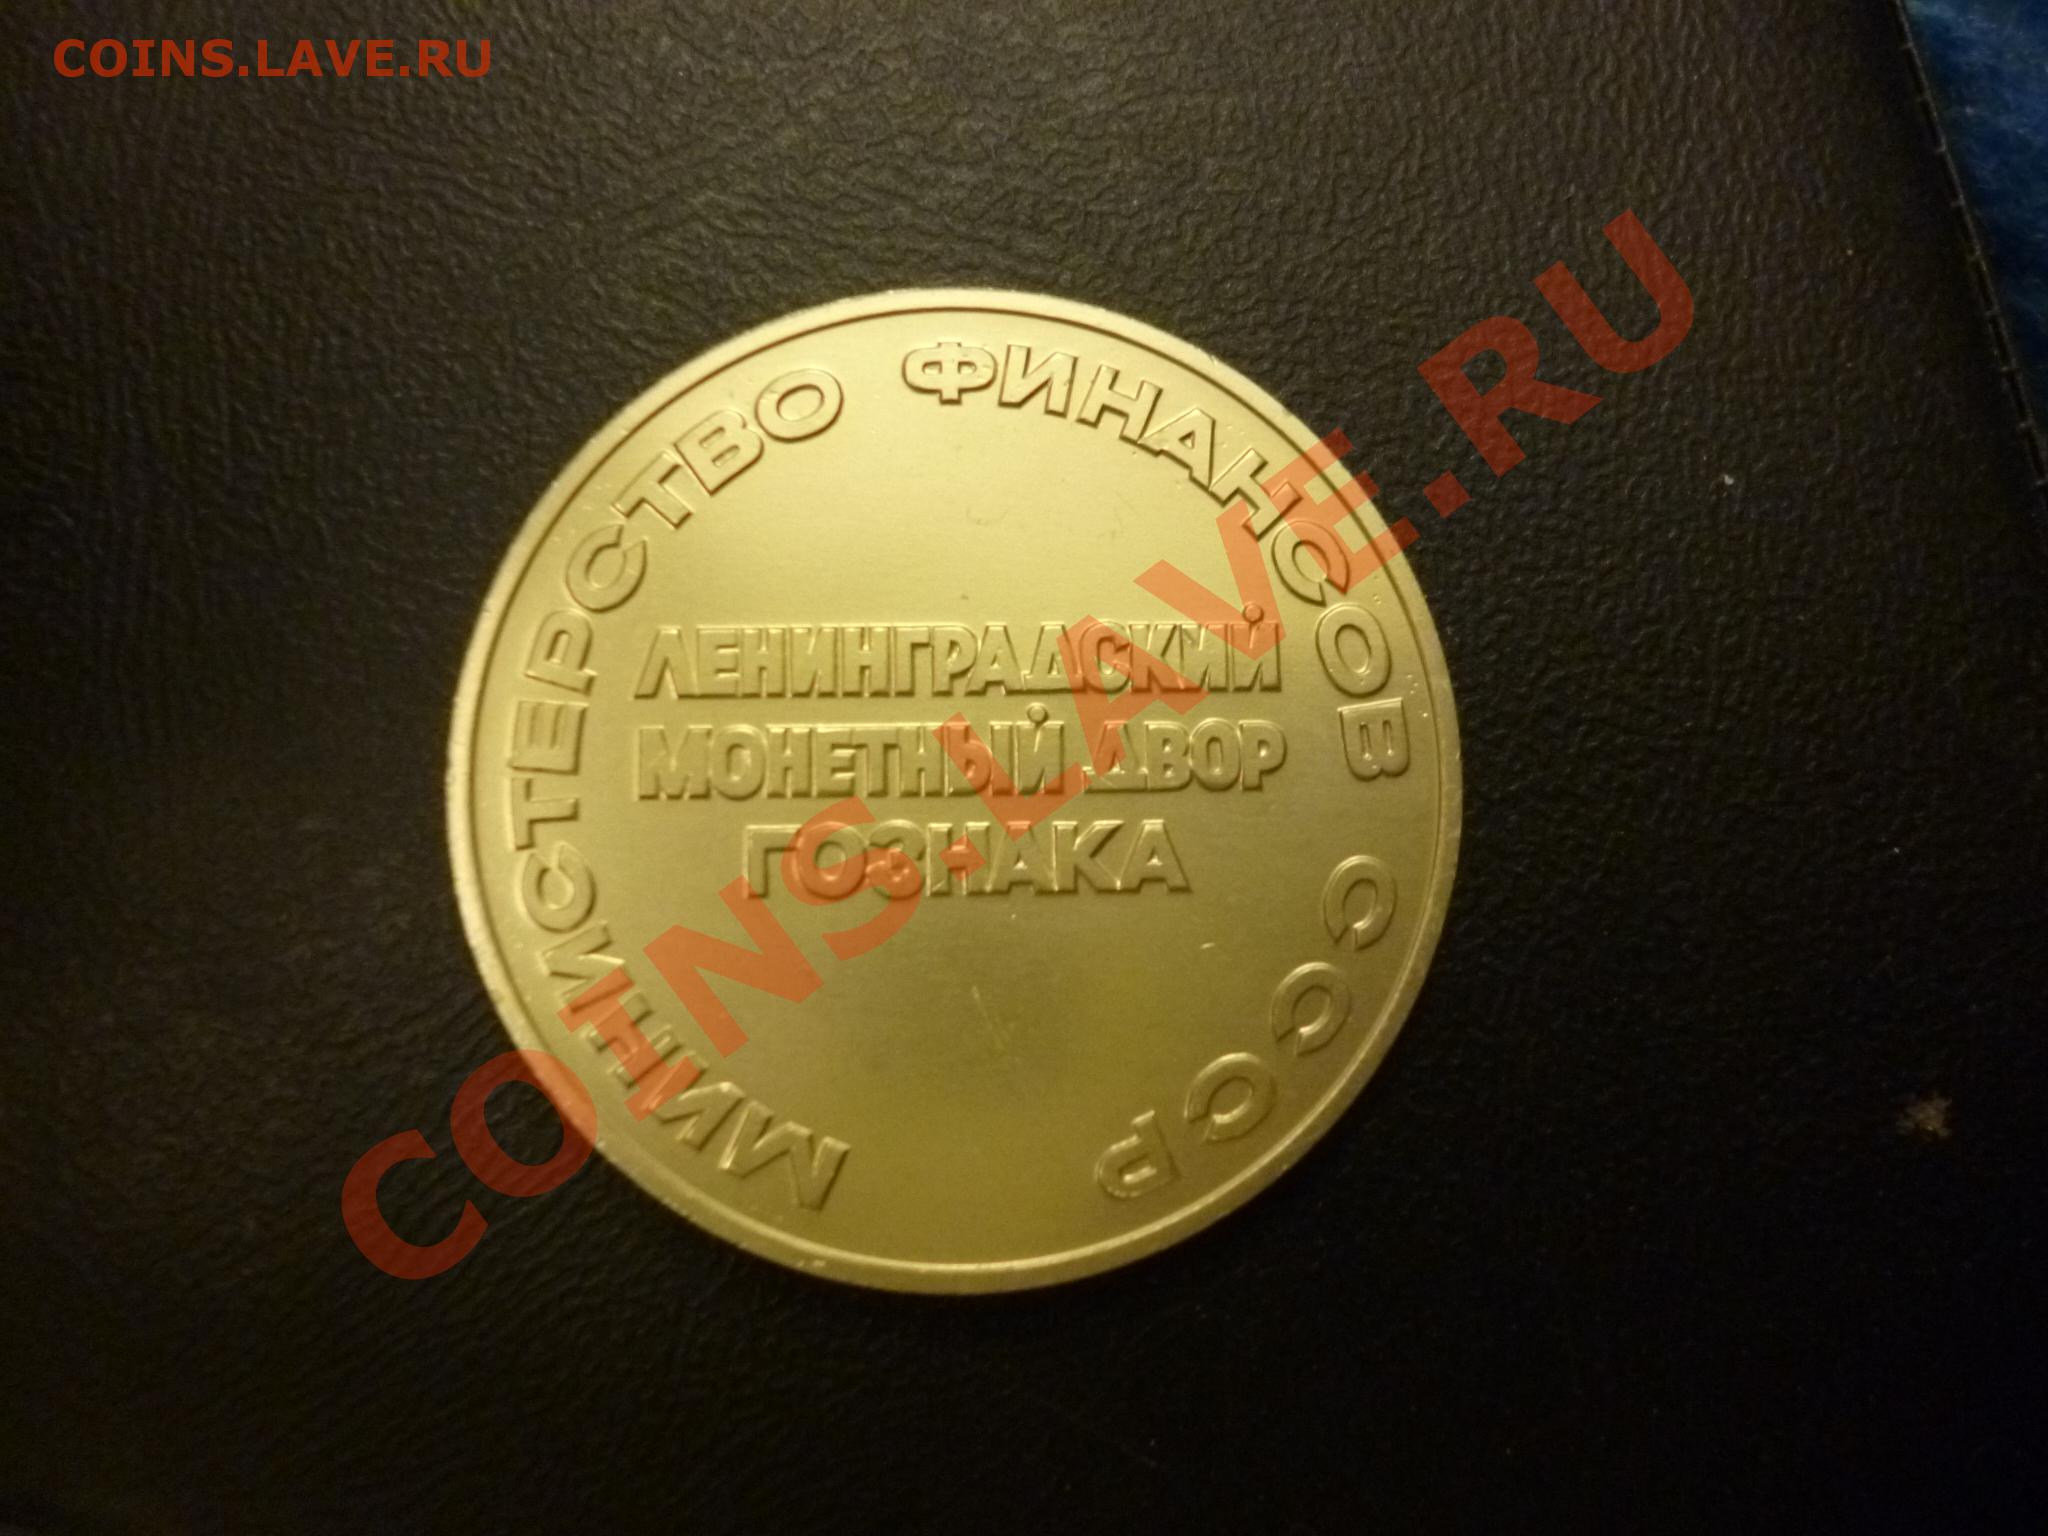 COINS.LAVE.RU
МИНИСТЕРСТВО ФИНАНСОВ СССР
ЛЕНИНГРАДСКИЙ
МОНЕТНЫЙ ДВОР
ГОЗНАКА
COINS.LAVE.RU